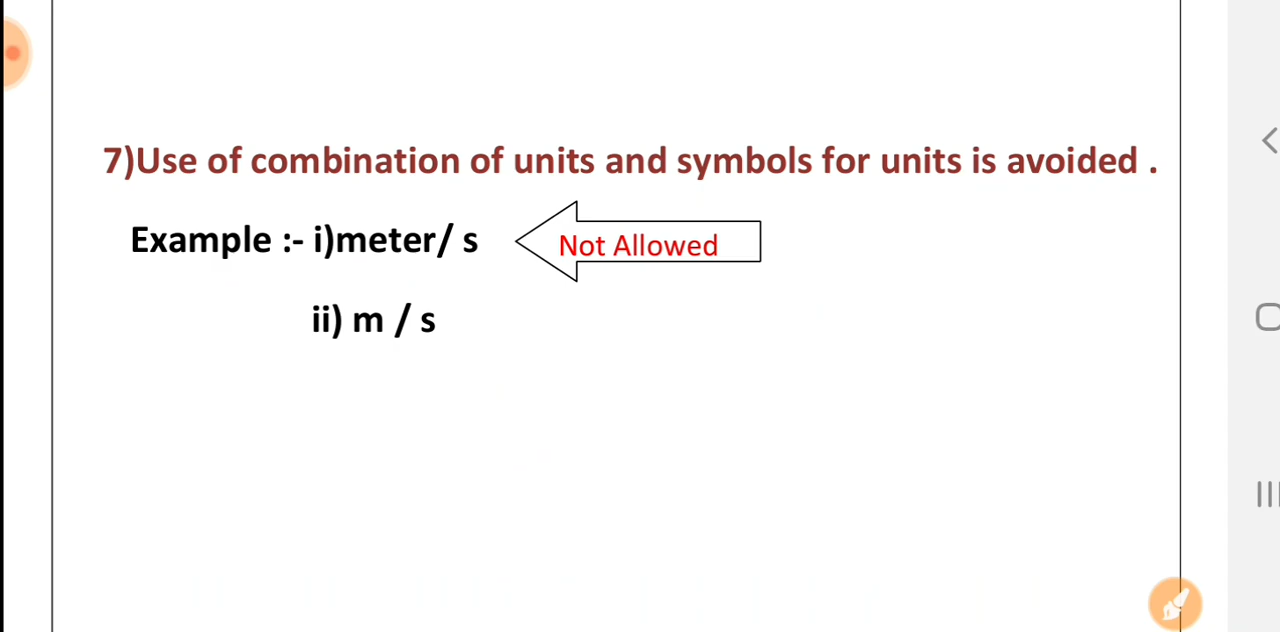 7)Use of combination of units and symbols for units is avoided .
Example :- i)meter/ s Not Allowed
ii) m / s